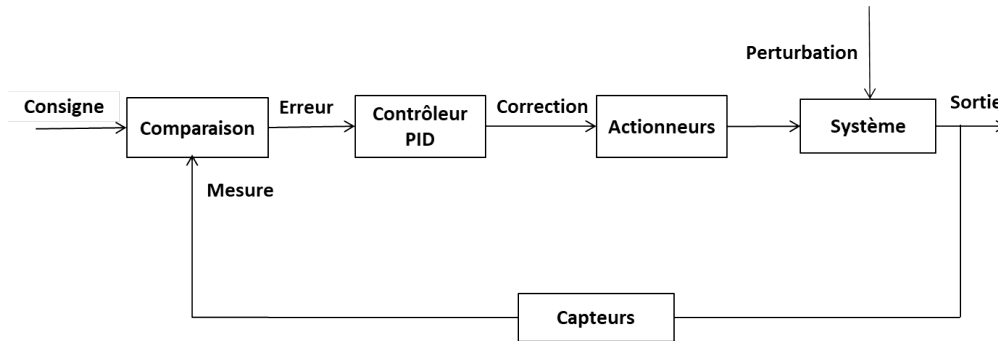 Perturbation
Consigne
Comparaison
Erreur
Contrôleur
PID
Correction
Actionneurs
Système
Sortie
Mesure
Capteurs